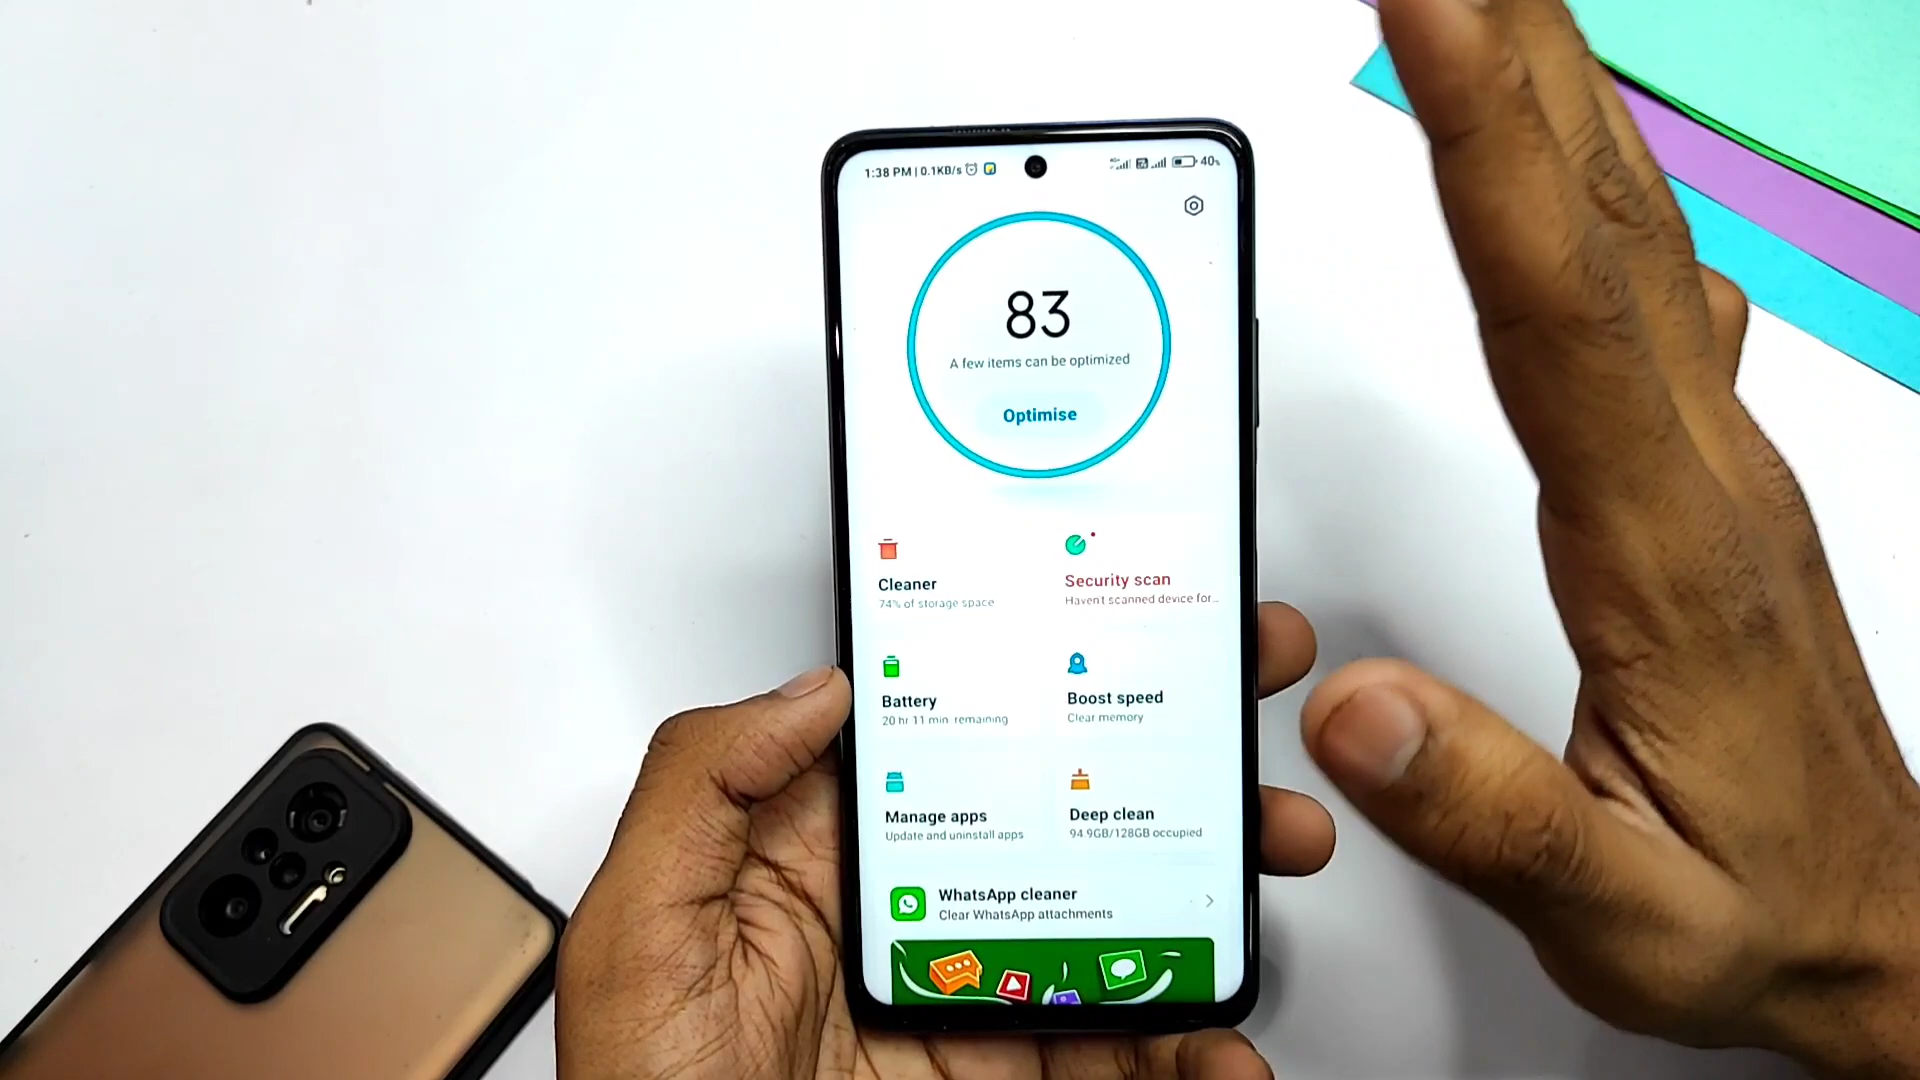 1:38 PM | 0.1KB/s
40%
83
A few items can be optimized
Optimise
Cleaner
74% of storage space
Security scan
Haven't scanned device for...
Battery
20 hr 11 min remaining
Boost speed
Clear memory
Manage apps
Update and uninstall apps
Deep clean
94.9GB/128GB occupied
WhatsApp cleaner
Clear WhatsApp attachments